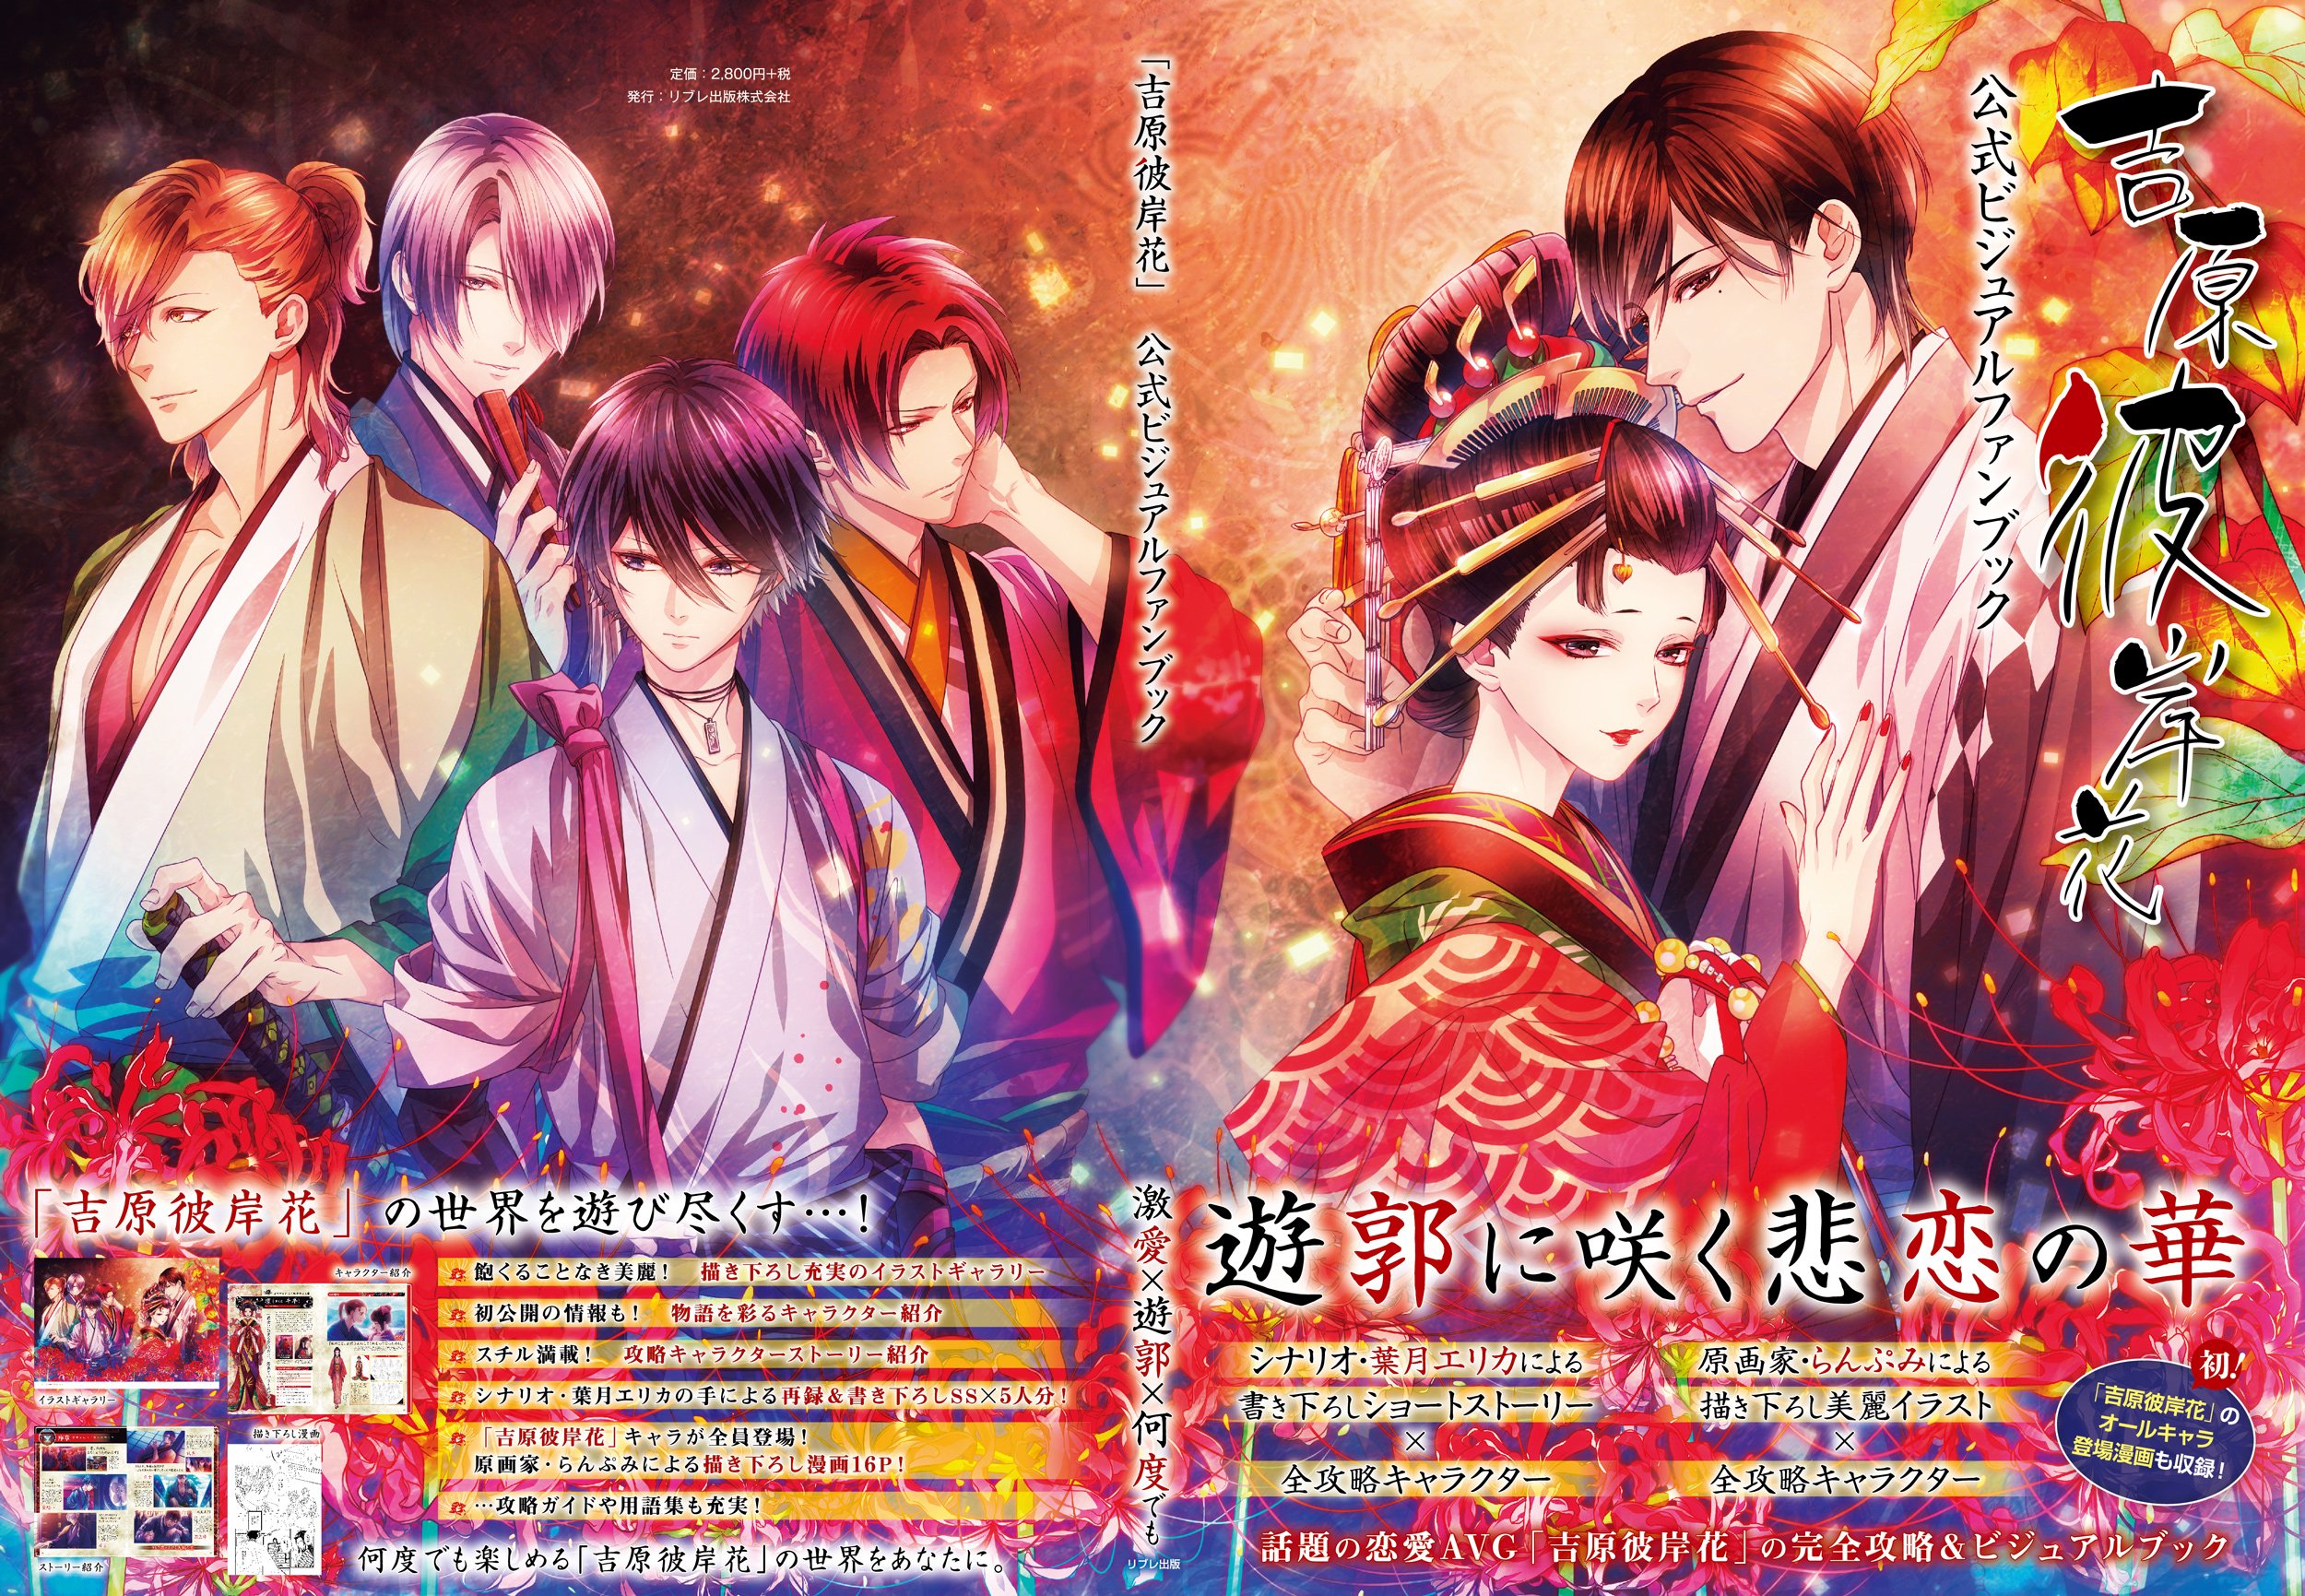 吉原彼岸花
公式ビジュアルファンブック
遊郭に咲く悲恋の華
シナリオ・葉月エリカによる
書き下ろしショートストーリー
×
全攻略キャラクター
原画家・らんぷみによる
描き下ろし美麗イラスト
×
全攻略キャラクター
初!
「吉原彼岸花」の
オールキャラ
登場漫画も収録!
話題の恋愛AVG「吉原彼岸花」の完全攻略&ビジュアルブック
「吉原彼岸花」 公式ビジュアルファンブック
激愛×遊郭×何度でも
リブレ出版
定価:2,800円+税
発行:リブレ出版株式会社
「吉原彼岸花」の世界を遊び尽くす…!
イラストギャラリー
キャラクター紹介
ストーリー紹介
描き下ろし漫画
飽くることなき美麗! 描き下ろし充実のイラストギャラリー
初公開の情報も! 物語を彩るキャラクター紹介
スチル満載! 攻略キャラクターストーリー紹介
シナリオ・葉月エリカの手による再録&書き下ろしSS×5人分!
「吉原彼岸花」キャラが全員登場!
原画家・らんぷみによる描き下ろし漫画16P!
…攻略ガイドや用語集も充実!
何度でも楽しめる「吉原彼岸花」の世界をあなたに。